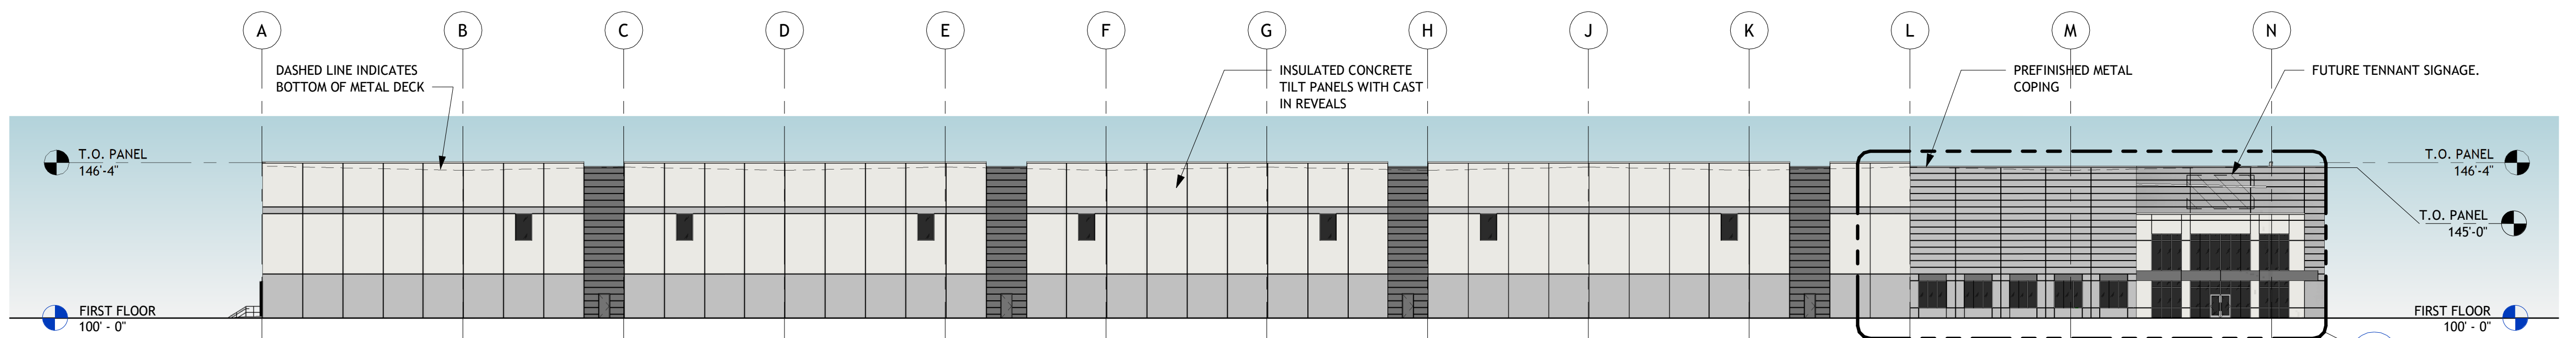 A B C D E F G H J K L M N
DASHED LINE INDICATES
BOTTOM OF METAL DECK
INSULATED CONCRETE
TILT PANELS WITH CAST
IN REVEALS
PREFINISHED METAL
COPING
FUTURE TENNANT SIGNAGE.
T.O. PANEL
146'-4"
T.O. PANEL
146'-4"
T.O. PANEL
145'-0"
FIRST FLOOR
100' - 0"
FIRST FLOOR
100' - 0"